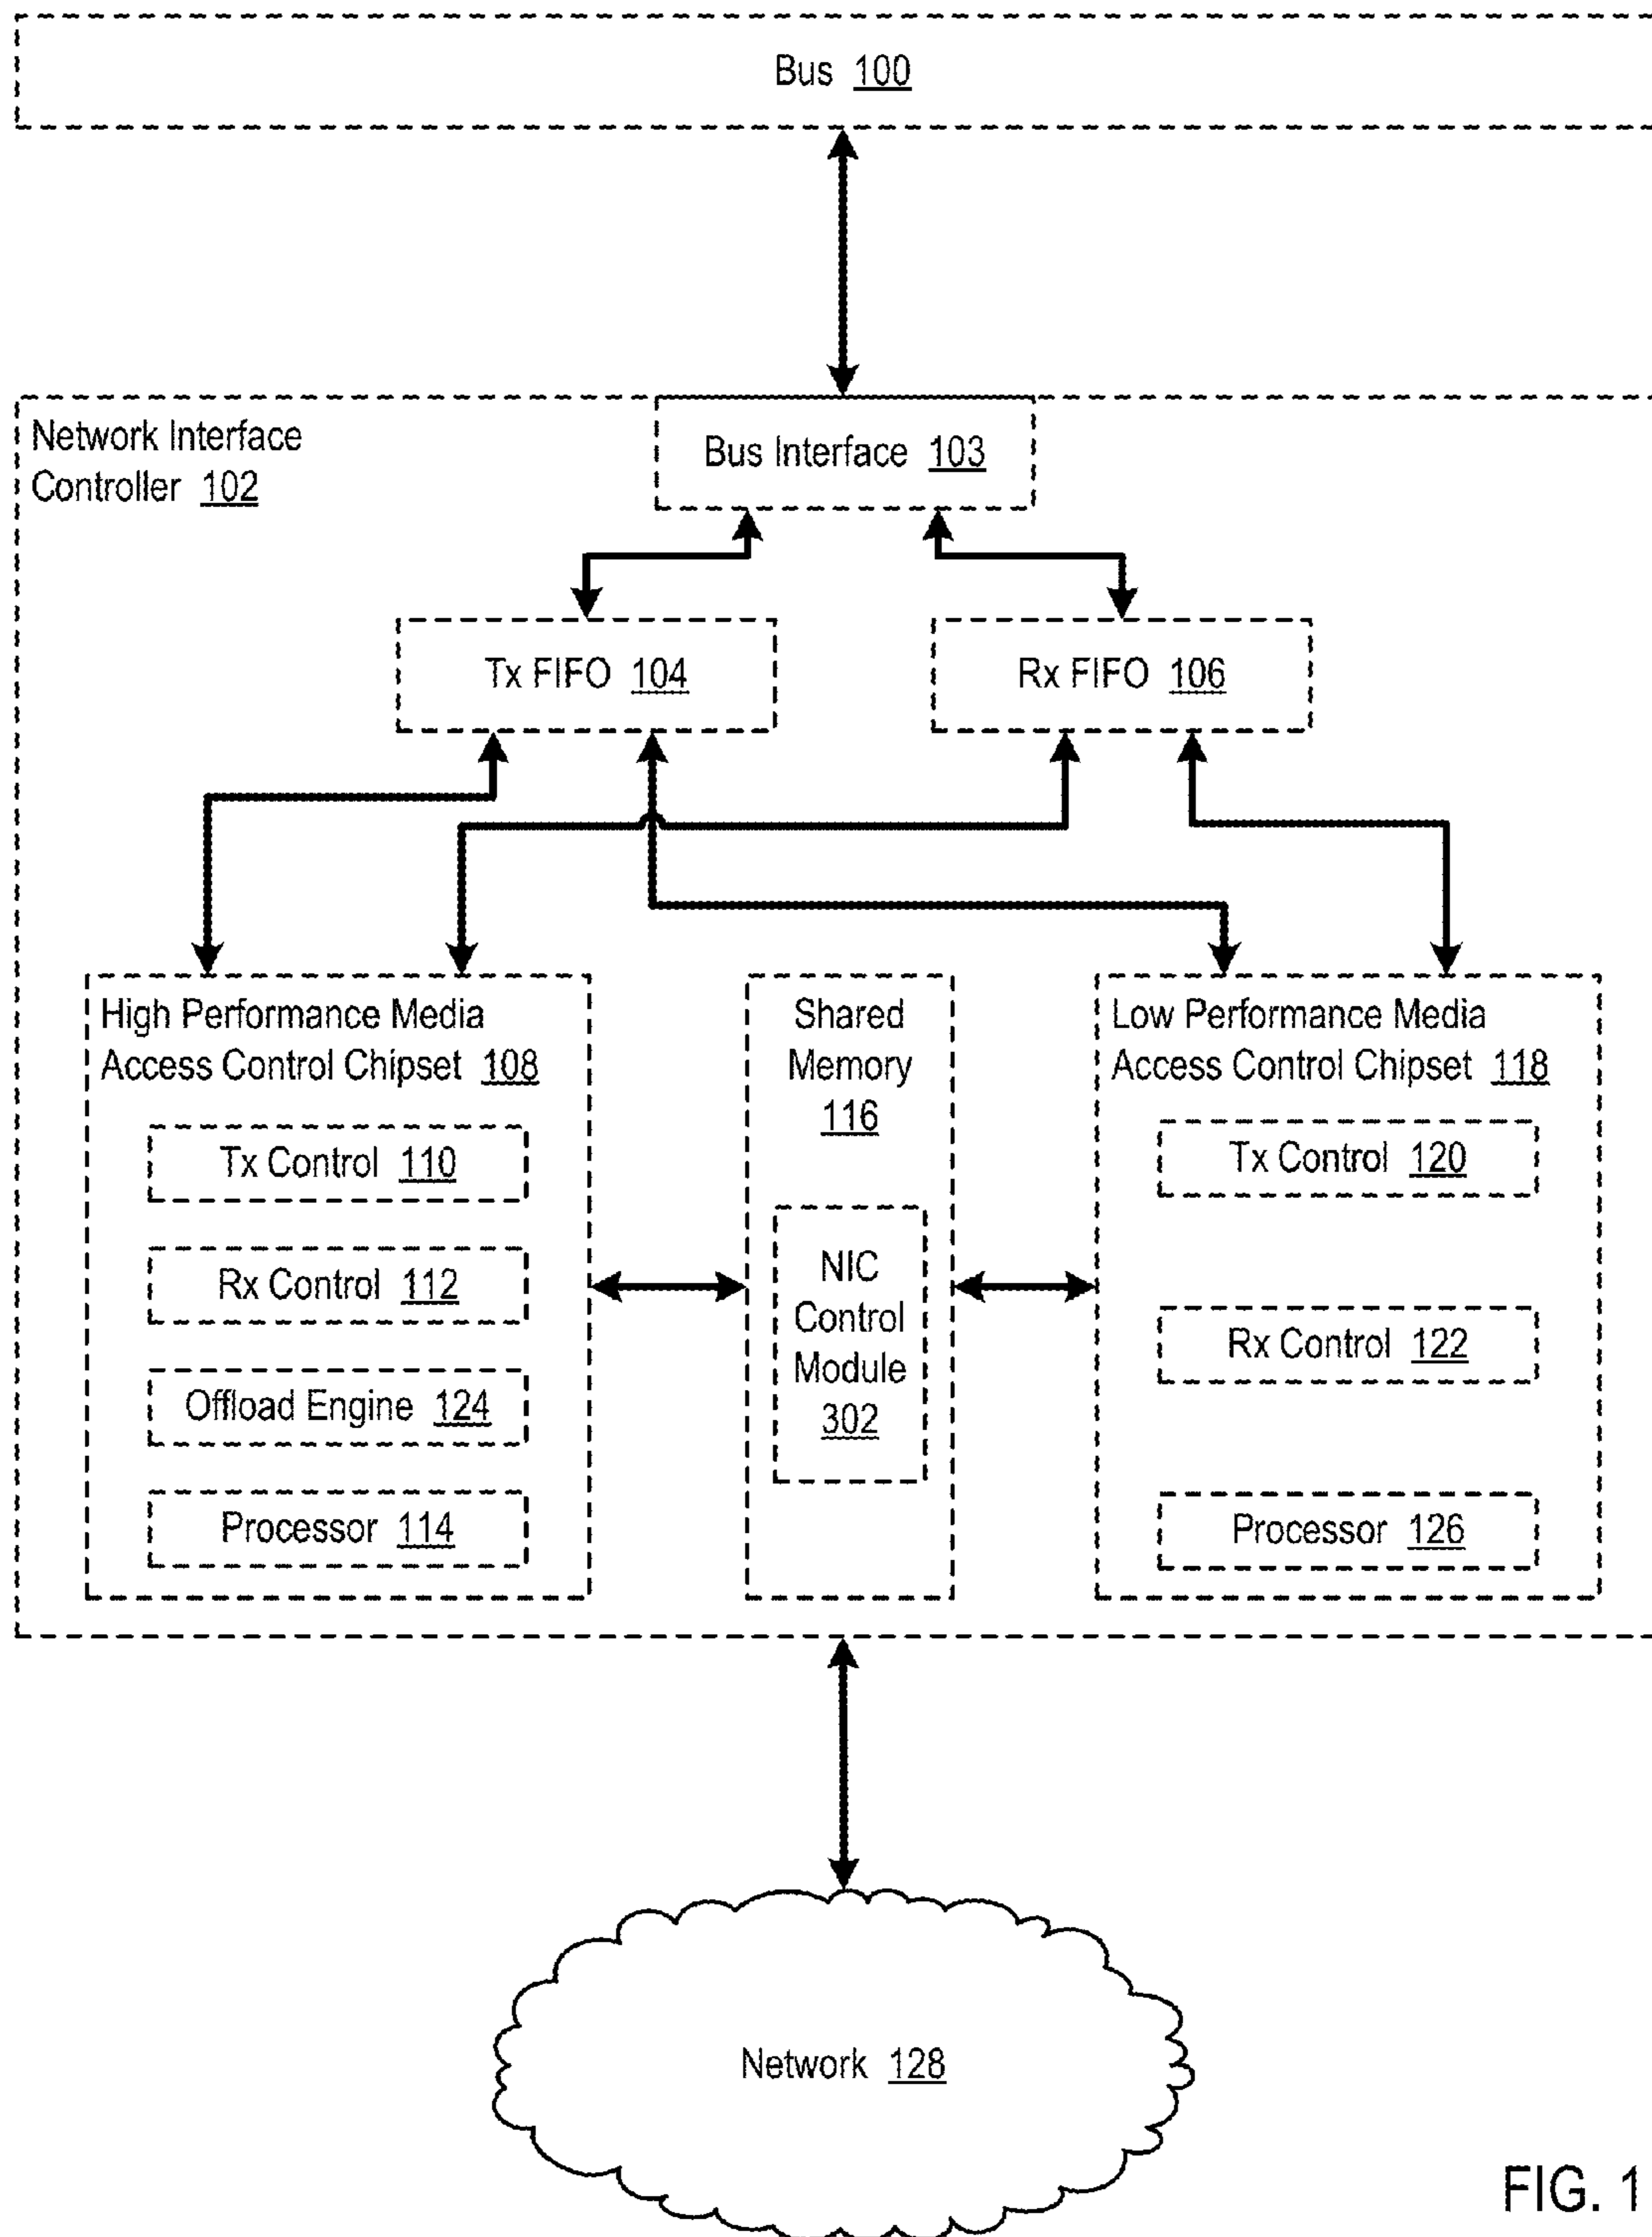 Bus 100
Network Interface
Controller 102
Bus Interface 103
Tx FIFO 104
Rx FIFO 106
High Performance Media
Access Control Chipset 108
Tx Control 110
Rx Control 112
Offload Engine 124
Processor 114
Shared
Memory
116
NIC
Control
Module
302
Low Performance Media
Access Control Chipset 118
Tx Control 120
Rx Control 122
Processor 126
Network 128
FIG. 1